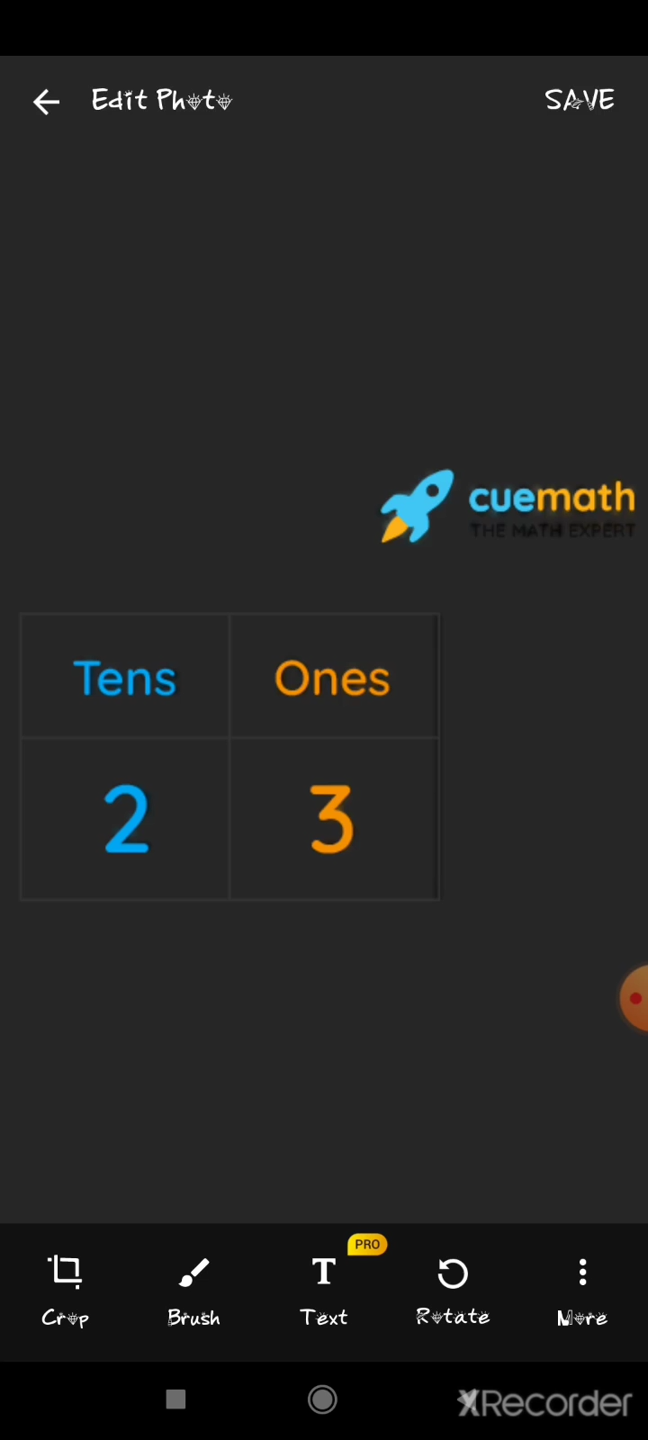 Edit Photo
SAVE
cuemath
THE MATH EXPERT
Tens Ones
2 3
PRO
T
Crop Brush Text Rotate More
XRecorder